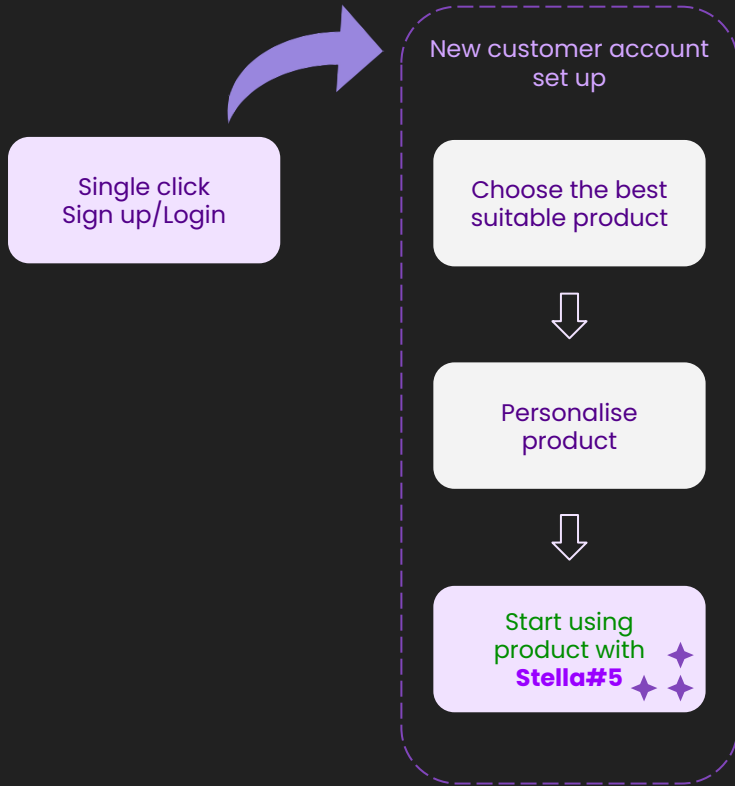 Single click
Sign up/Login
New customer account
set up
Choose the best
suitable product
Personalise
product
Start using
product with
Stella#5